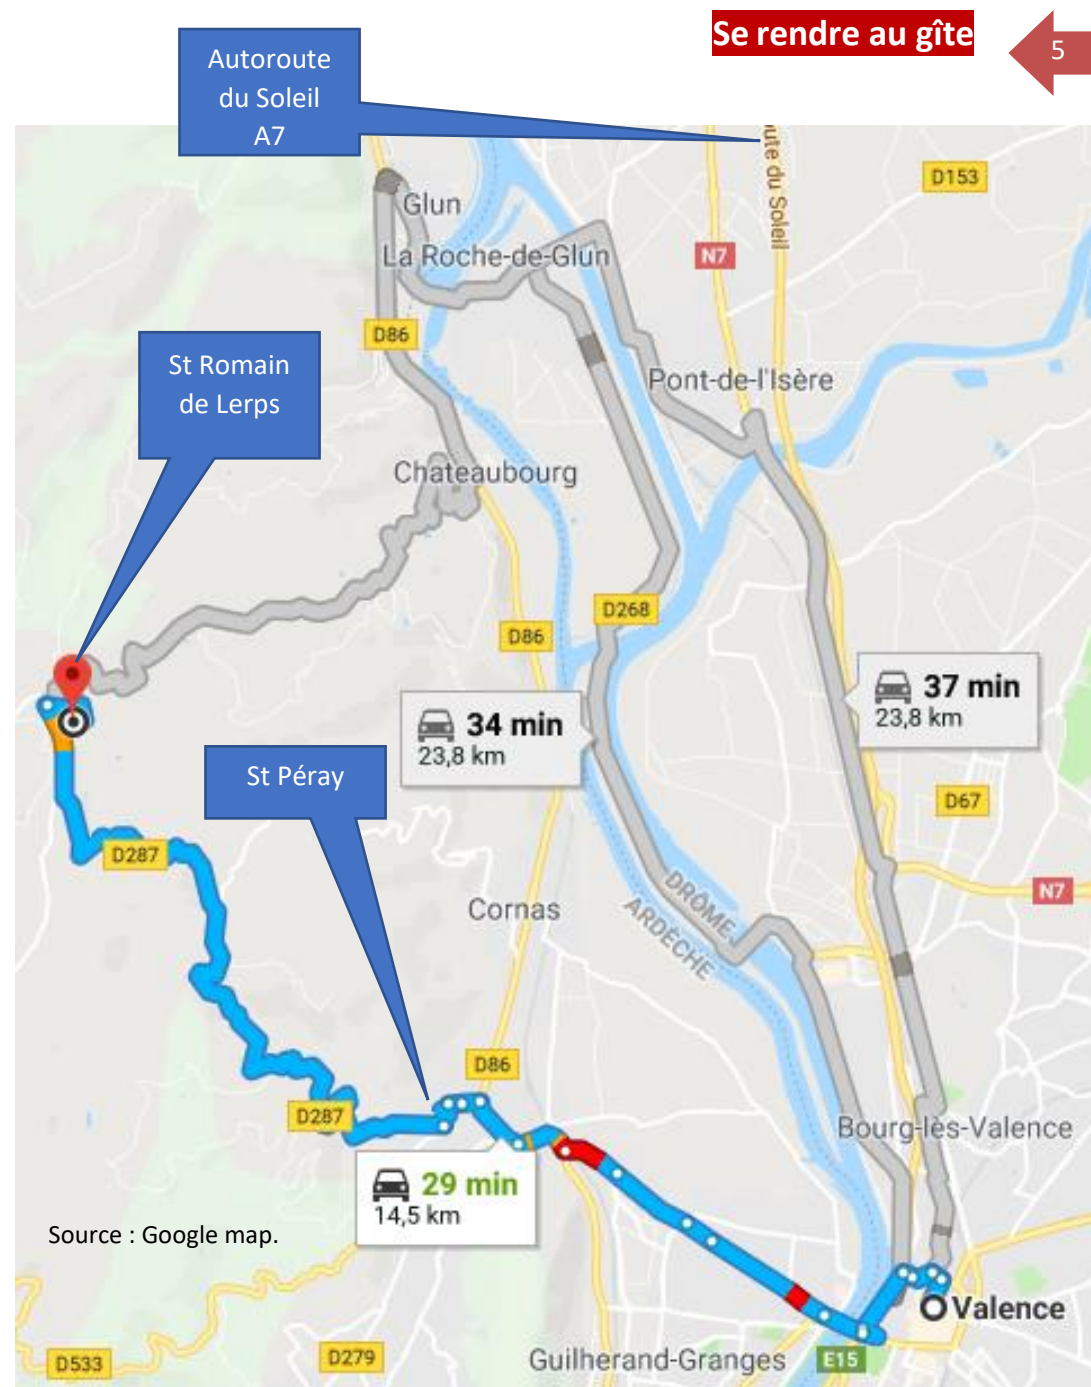 Se rendre au gîte
5
Autoroute
du Soleil
A7
ute du Soleil
D153
Glun
La Roche-de-Glun
N7
D86
St Romain
de Lerps
Pont-de-l'Isère
Chateaubourg
D268
D86
37 min
23,8 km
34 min
23,8 km
St Péray
D67
D287
DRÔME
ARDÈCHE
N7
Cornas
D86
D287
Bourg-lès-Valence
29 min
14,5 km
Source : Google map.
Valence
D533
D279
Guilherand-Granges
E15